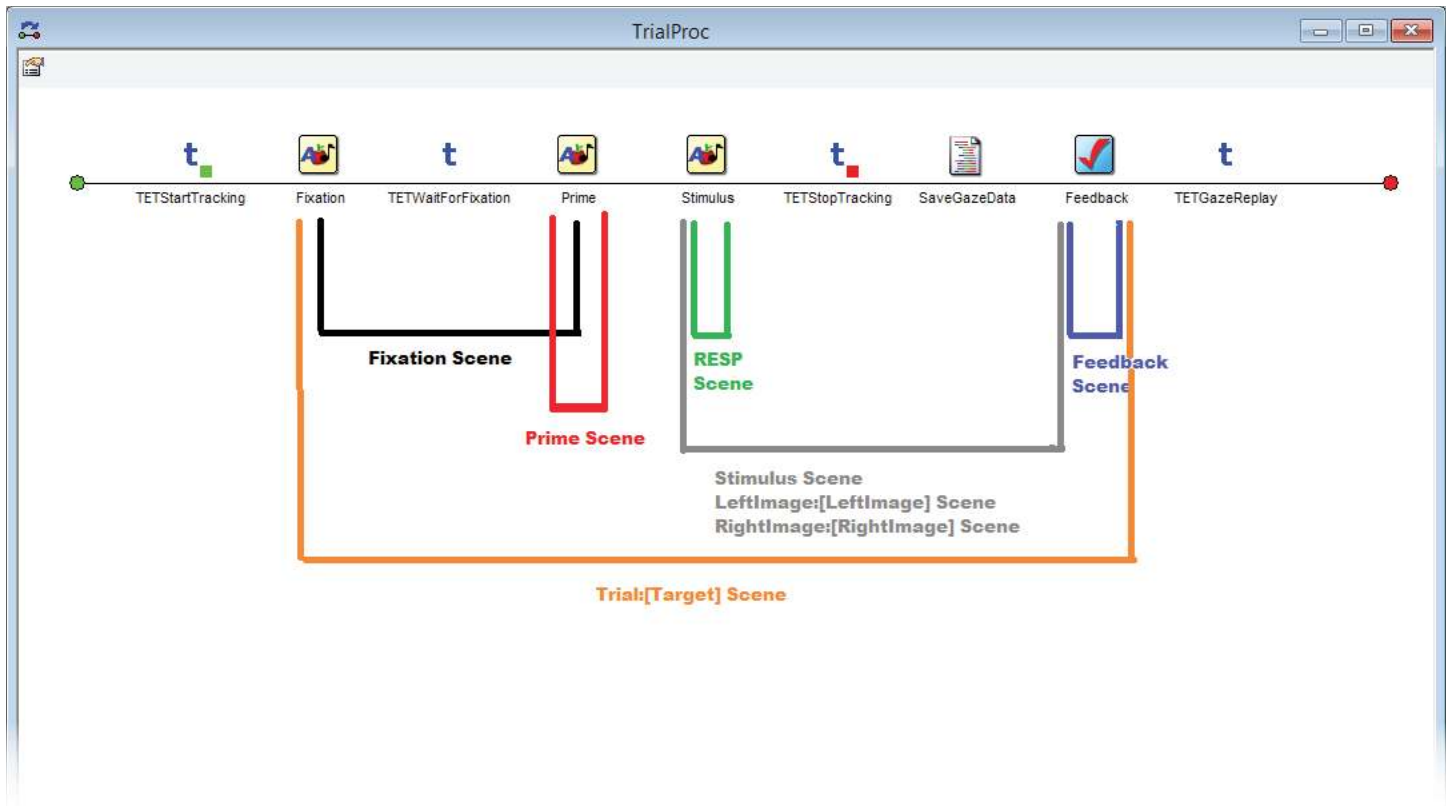 TrialProc
TETStartTracking Fixation TETWaitForFixation Prime Stimulus TETStopTracking SaveGazeData Feedback TETGazeReplay
Fixation Scene
RESP
Scene
Feedback
Scene
Prime Scene
Stimulus Scene
LeftImage:[LeftImage] Scene
RightImage:[RightImage] Scene
Trial:[Target] Scene